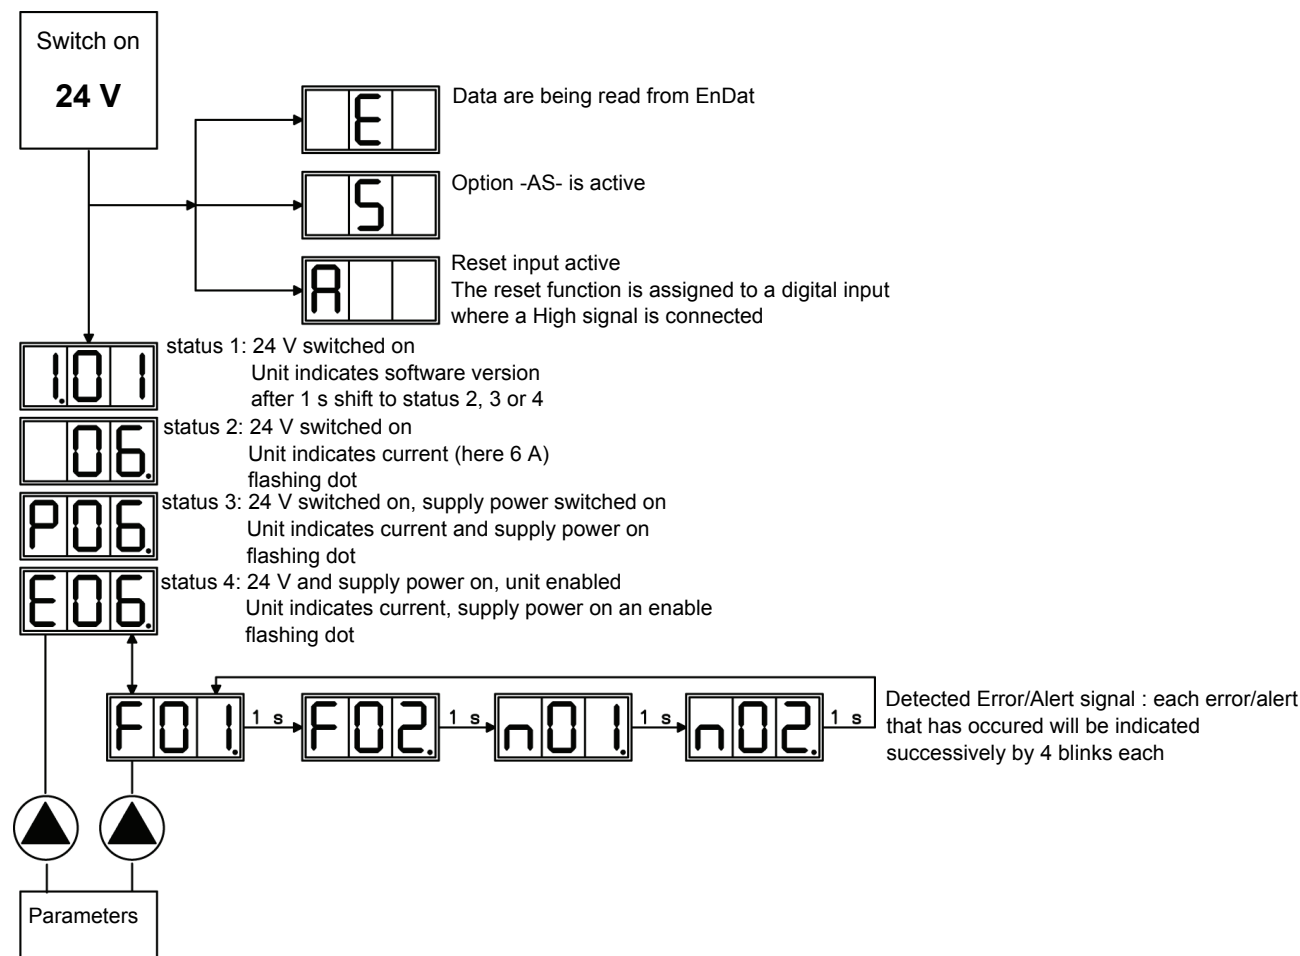 Switch on
24 V
E
Data are being read from EnDat
S
Option -AS- is active
A
Reset input active
The reset function is assigned to a digital input
where a High signal is connected
1.01
status 1: 24 V switched on
Unit indicates software version
after 1 s shift to status 2, 3 or 4
06.
status 2: 24 V switched on
Unit indicates current (here 6 A)
flashing dot
P06.
status 3: 24 V switched on, supply power switched on
Unit indicates current and supply power on
flashing dot
E06.
status 4: 24 V and supply power on, unit enabled
Unit indicates current, supply power on an enable
flashing dot
F01. 1 s F02. 1 s n01. 1 s n02. 1 s
Detected Error/Alert signal : each error/alert
that has occured will be indicated
successively by 4 blinks each
Parameters